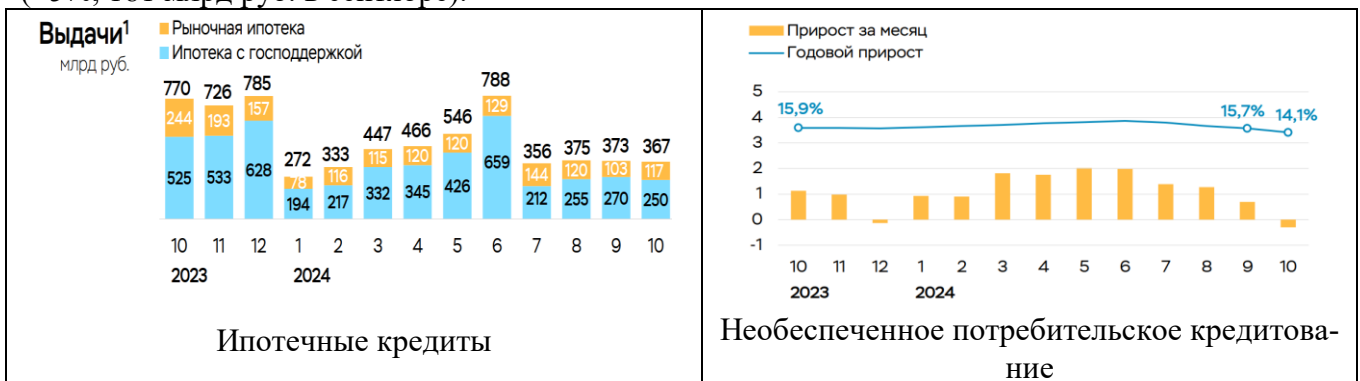 Выдачи¹
млрд руб.
Рыночная ипотека
Ипотека с господдержкой
770 726 785 272 333 447 466 546 788 356 375 373 367
244 193 157 78 116 115 120 120 129 144 120 103 117
525 533 628 194 217 332 345 426 659 212 255 270 250
10 11 12 1 2 3 4 5 6 7 8 9 10
2023 2024
Ипотечные кредиты
Прирост за месяц
Годовой прирост
5
15,9% 15,7% 14,1%
4
3
2
1
0
-1
10 11 12 1 2 3 4 5 6 7 8 9 10
2023 2024
Необеспеченное потребительское кредитова-
ние